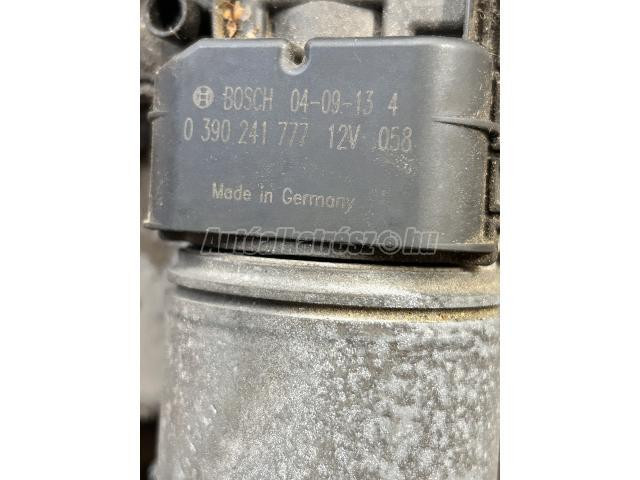 BOSCH 04-09-13 4
0 390 241 777 12V 058
Made in Germany
Autóalkatrész.hu